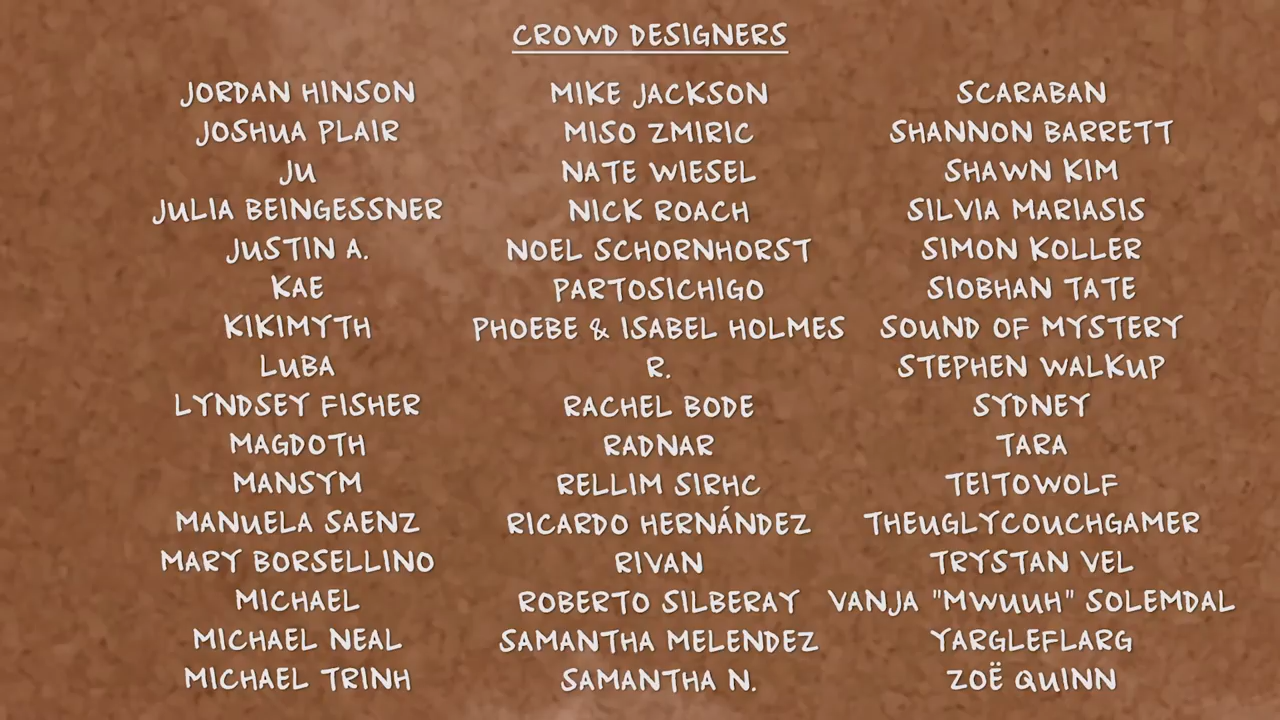 CROWD DESIGNERS
JORDAN HINSON
JOSHUA PLAIR
JU
JULIA BEINGESSNER
JUSTIN A.
KAE
KIKIMYTH
LUBA
LYNDSEY FISHER
MAGDOTH
MANSYM
MANUELA SAENZ
MARY BORSELLINO
MICHAEL
MICHAEL NEAL
MICHAEL TRINH
MIKE JACKSON
MISO ZMIRIC
NATE WIESEL
NICK ROACH
NOEL SCHORNHORST
PARTOSICHIGO
PHOEBE & ISABEL HOLMES
R.
RACHEL BODE
RADNAR
RELLIM SIRHC
RICARDO HERNÁNDEZ
RIVAN
ROBERTO SILBERAY
SAMANTHA MELENDEZ
SAMANTHA N.
SCARABAN
SHANNON BARRETT
SHAWN KIM
SILVIA MARIASIS
SIMON KOLLER
SIOBHAN TATE
SOUND OF MYSTERY
STEPHEN WALKUP
SYDNEY
TARA
TEITOWOLF
THEUGLYCOUCHGAMER
TRYSTAN VEL
VANJA "MWUUH" SOLEMDAL
YARGLEFLARG
ZOË QUINN